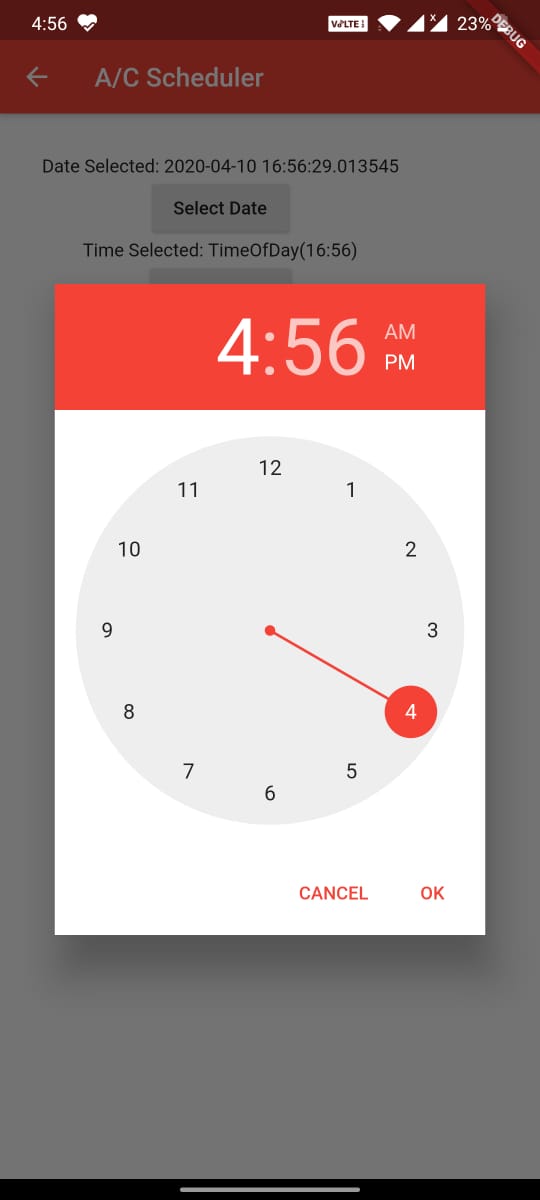 4:56 VoLTE 23%
DEBUG
A/C Scheduler
Date Selected: 2020-04-10 16:56:29.013545
Select Date
Time Selected: TimeOfDay(16:56)
4:56 AM
PM
12
11 1
10 2
9 3
8 4
7 5
6
CANCEL OK